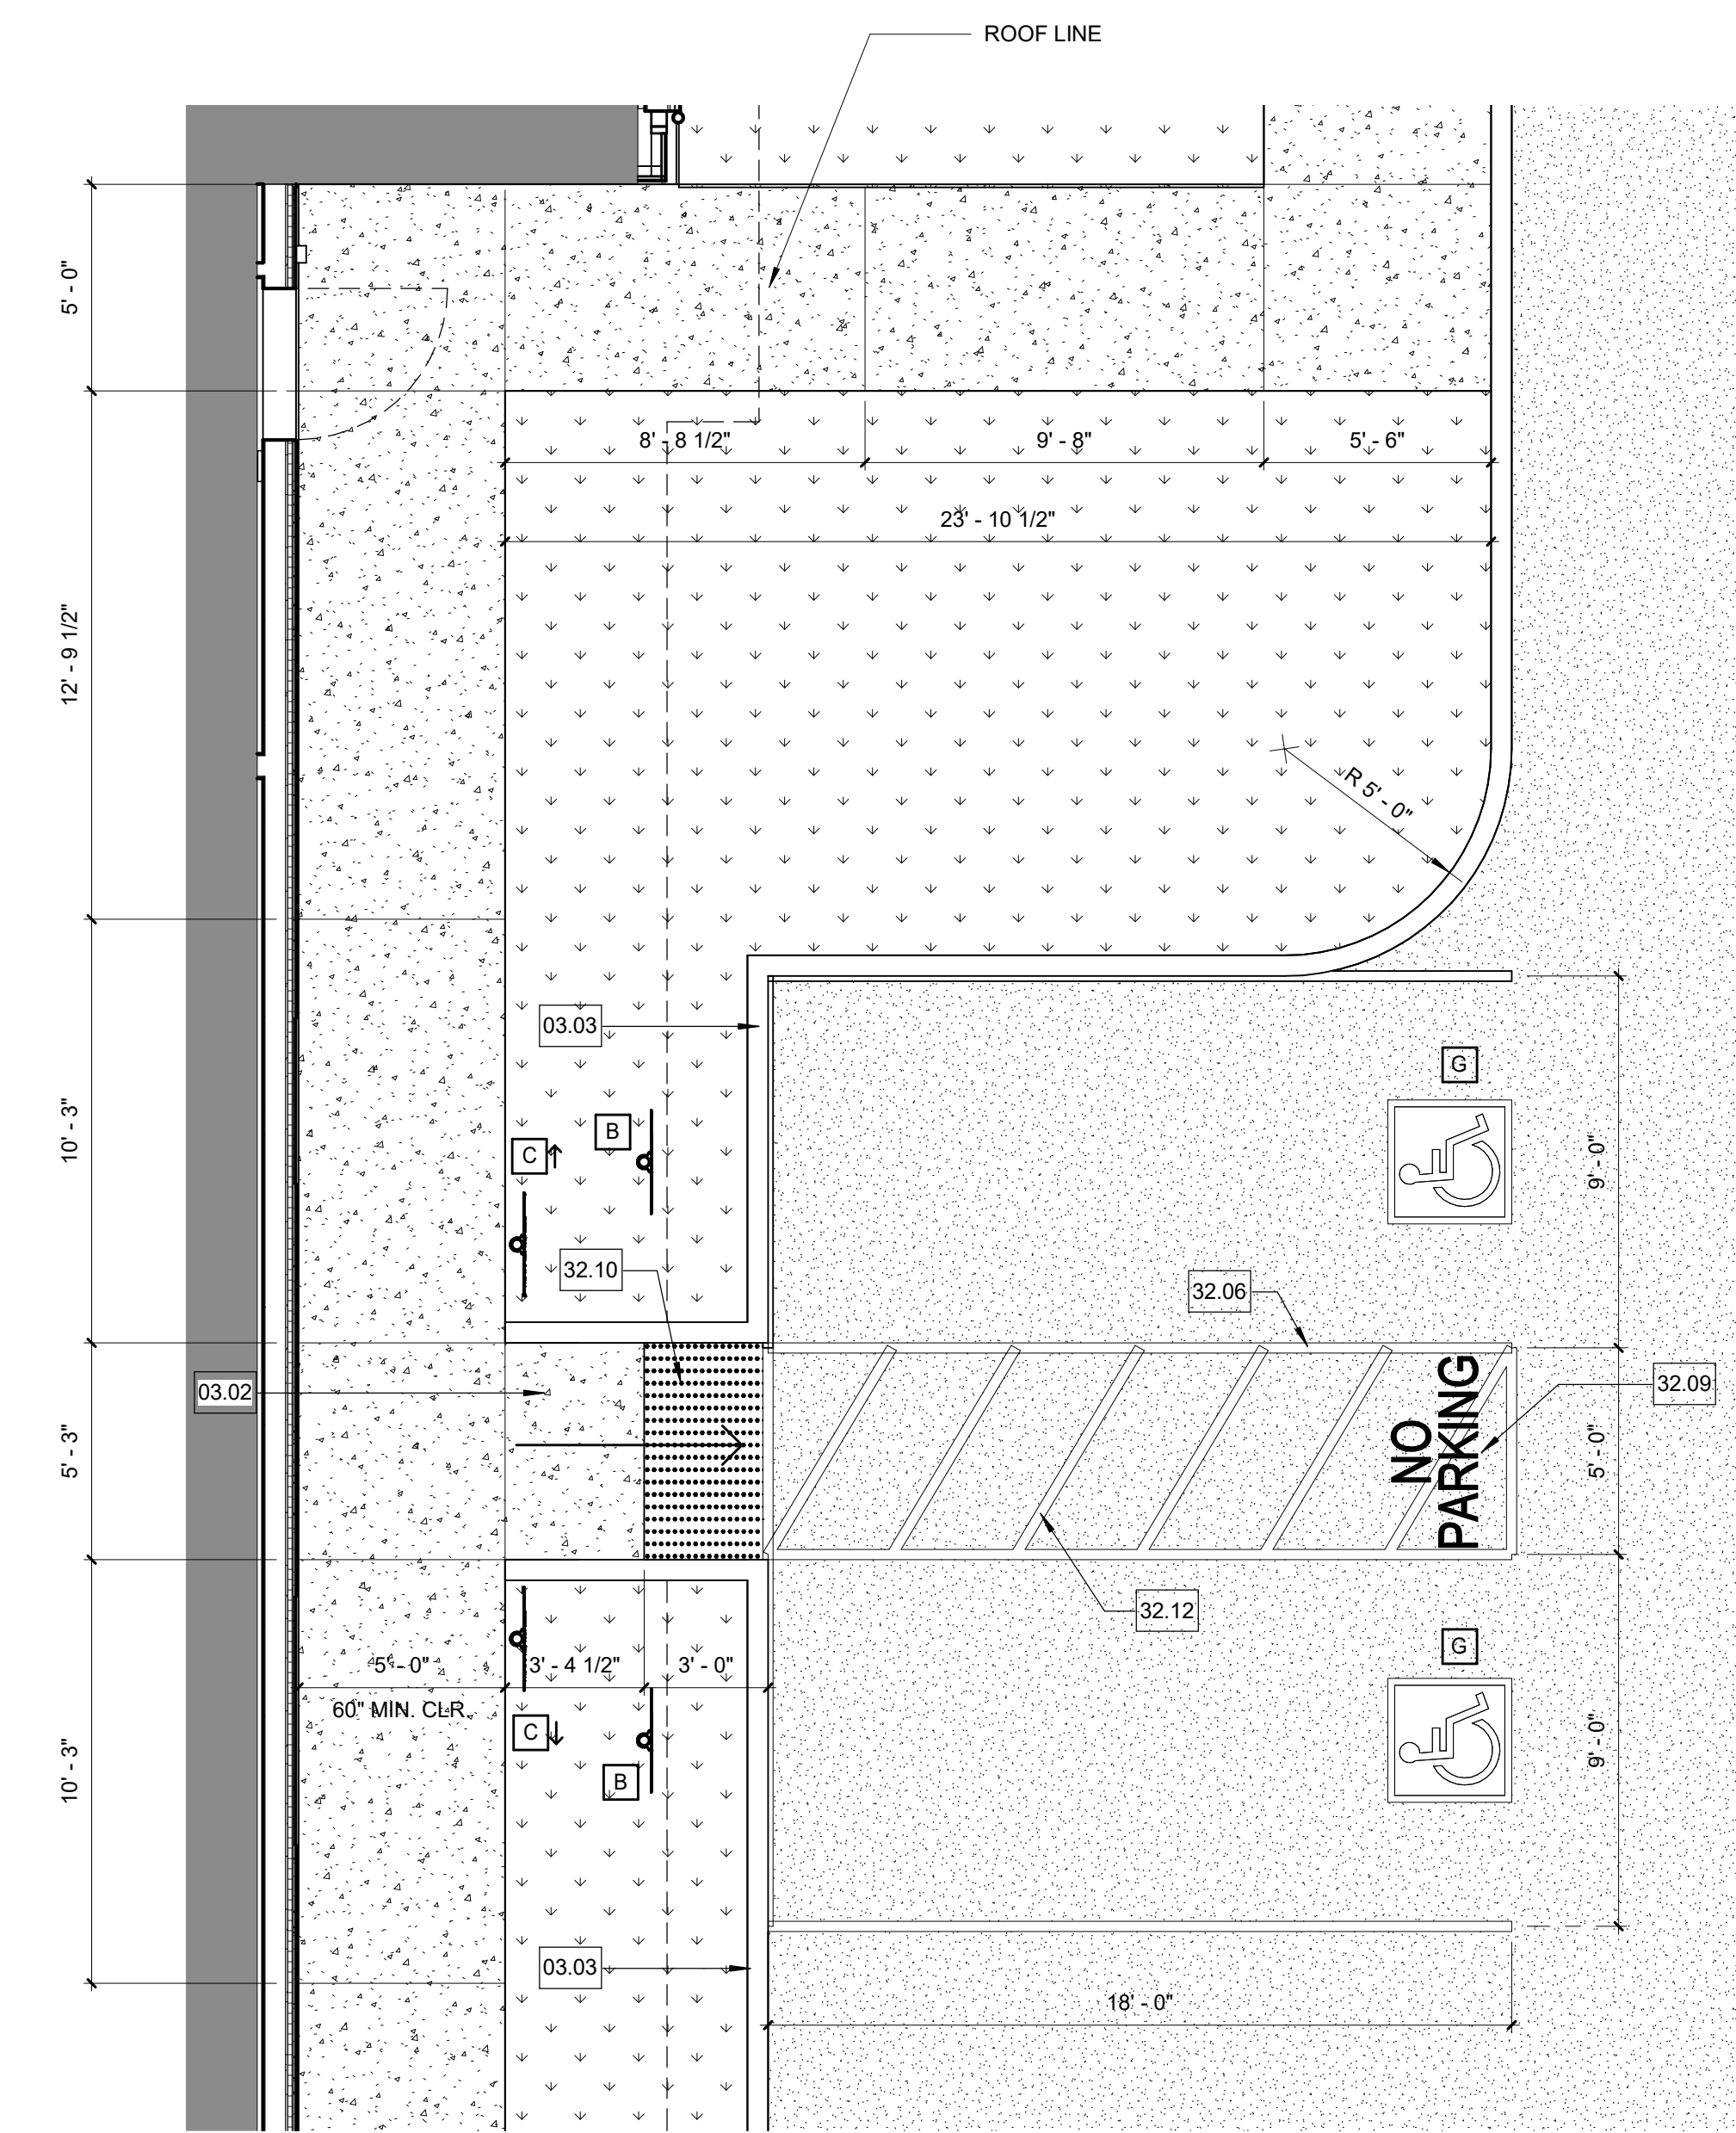 ROOF LINE
5' - 0"
8' - 8 1/2"
9' - 8"
5' - 6"
23' - 10 1/2"
12' - 9 1/2"
R 5' - 0"
03.03
G
B
C
10' - 3"
9' - 0"
32.10
32.06
03.02
32.09
NO
PARKING
5' - 3"
5' - 0"
32.12
G
5' - 0"
3' - 4 1/2"
3' - 0"
60" MIN. CLR.
C
B
10' - 3"
9' - 0"
03.03
18' - 0"